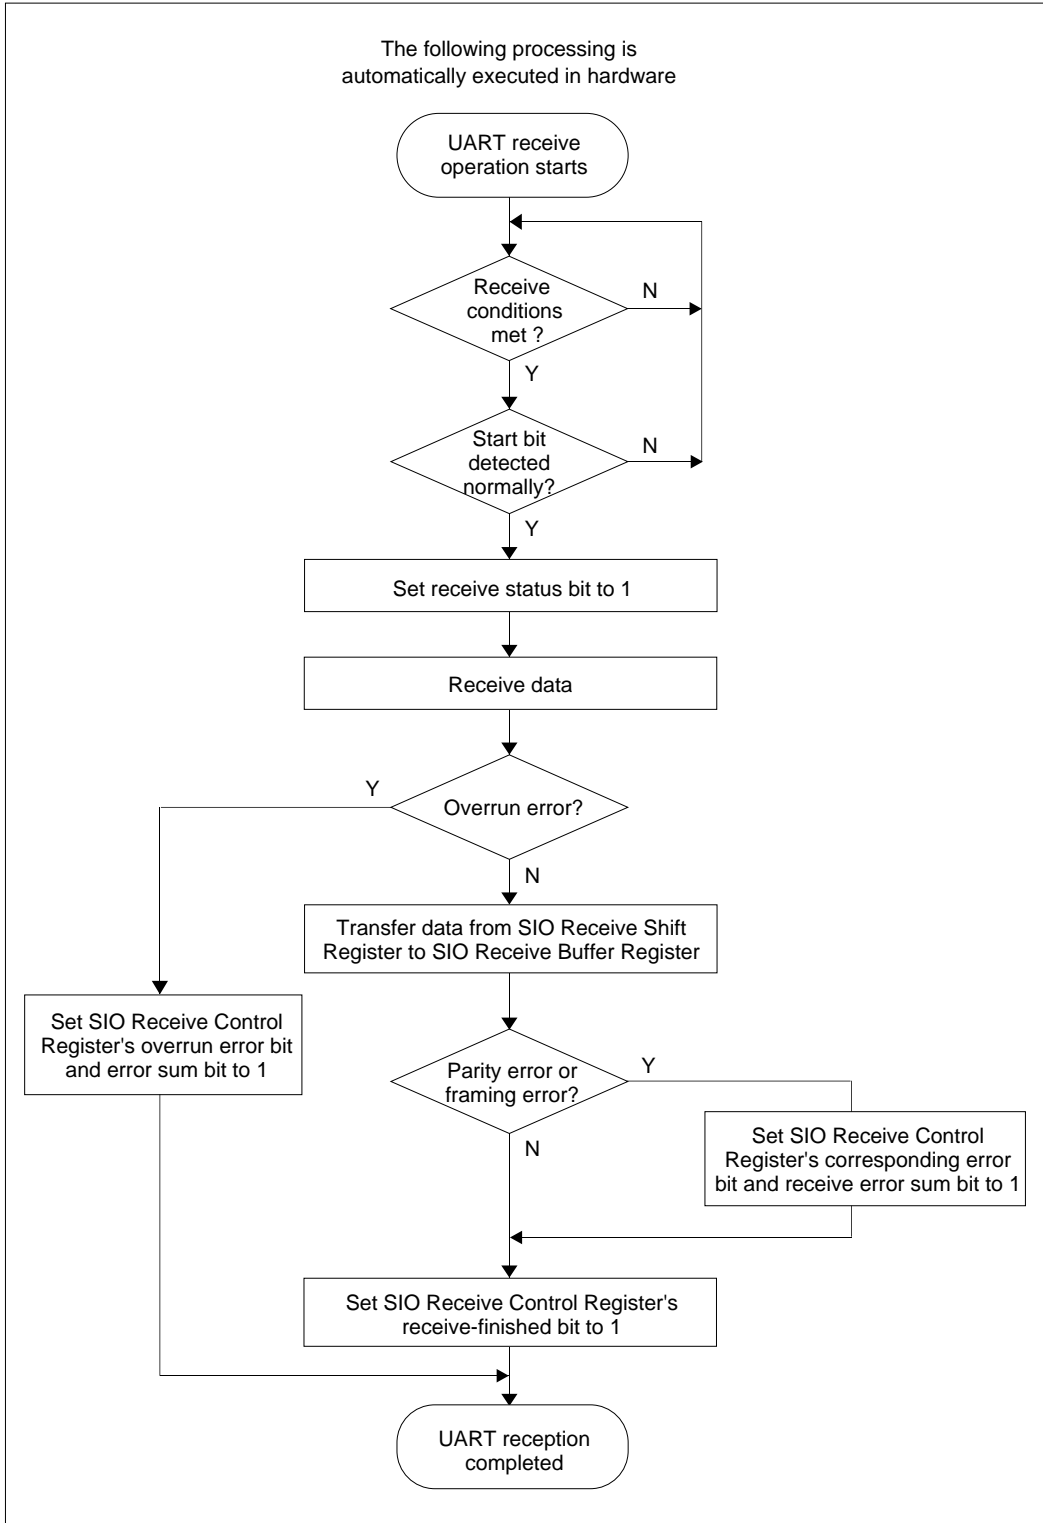 The following processing is
automatically executed in hardware
UART receive
operation starts
Receive
conditions
met ?
N
Y
Start bit
detected
normally?
N
Y
Set receive status bit to 1
Receive data
Overrun error?
Y
N
Transfer data from SIO Receive Shift
Register to SIO Receive Buffer Register
Set SIO Receive Control
Register's overrun error bit
and error sum bit to 1
Parity error or
framing error?
Y
N
Set SIO Receive Control
Register's corresponding error
bit and receive error sum bit to 1
Set SIO Receive Control Register's
receive-finished bit to 1
UART reception
completed